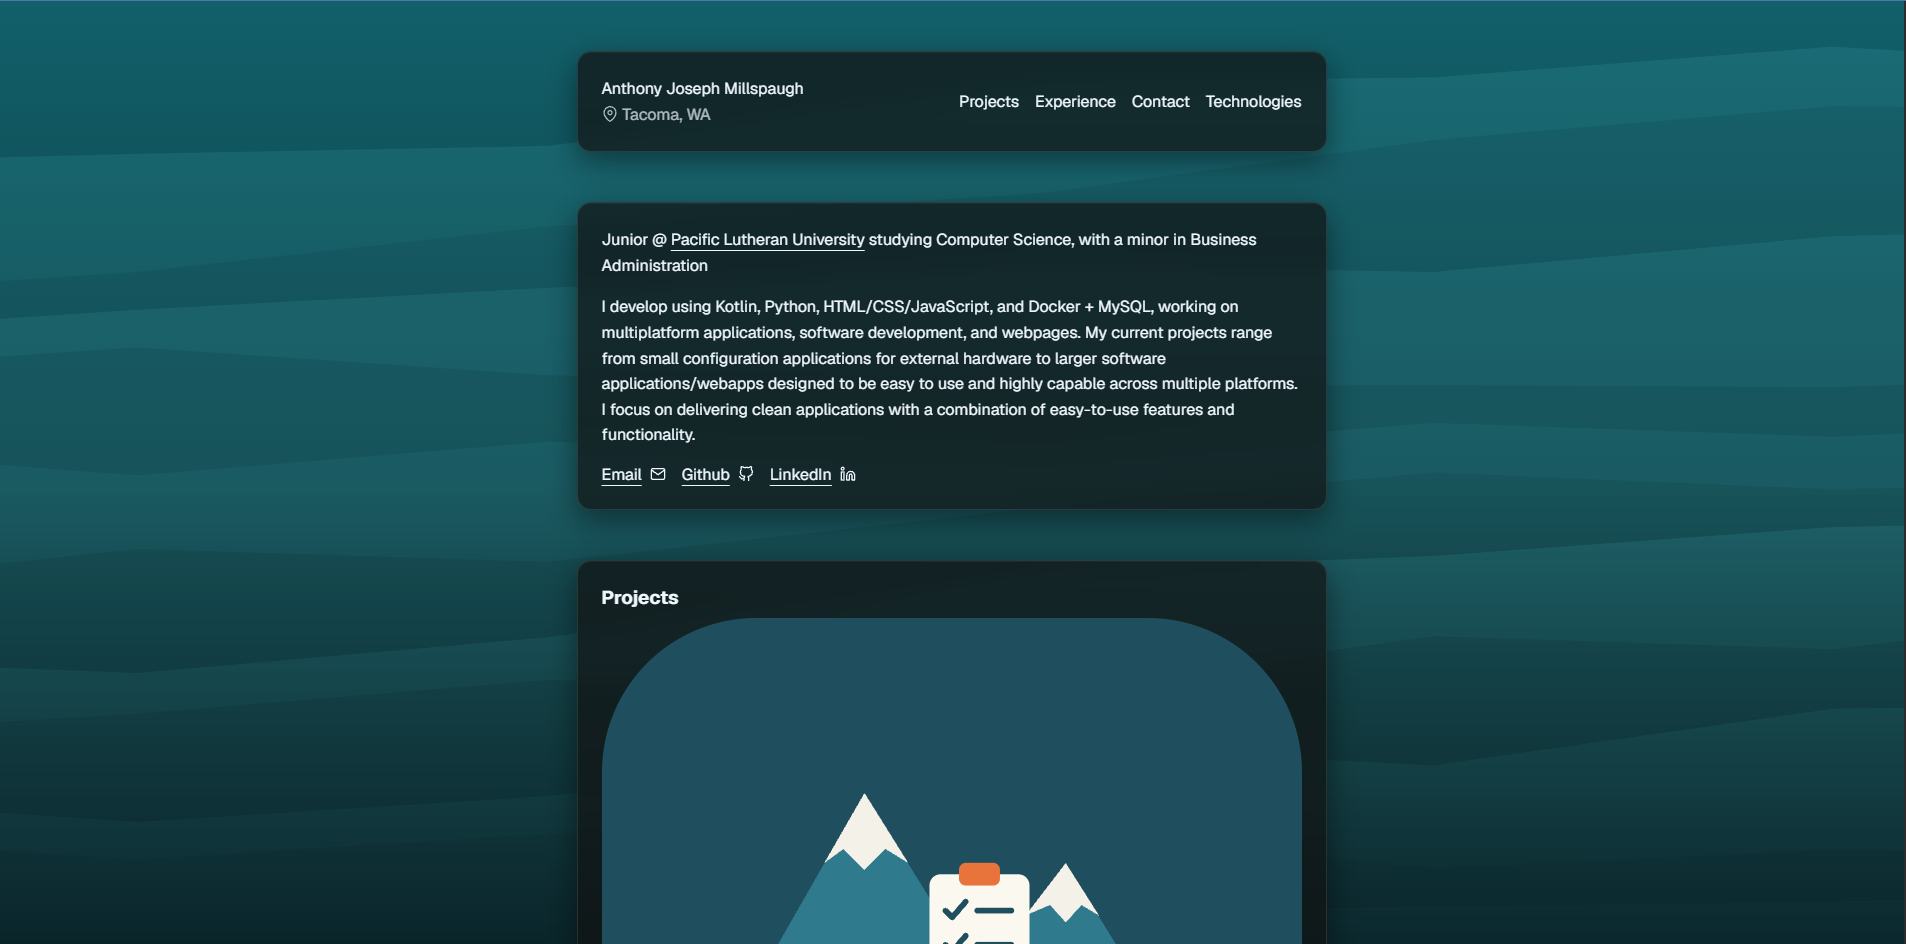 Anthony Joseph Millspaugh
Tacoma, WA
Projects Experience Contact Technologies
Junior @ Pacific Lutheran University studying Computer Science, with a minor in Business
Administration
I develop using Kotlin, Python, HTML/CSS/JavaScript, and Docker + MySQL, working on
multiplatform applications, software development, and webpages. My current projects range
from small configuration applications for external hardware to larger software
applications/webapps designed to be easy to use and highly capable across multiple platforms.
I focus on delivering clean applications with a combination of easy-to-use features and
functionality.
Email Github LinkedIn
Projects